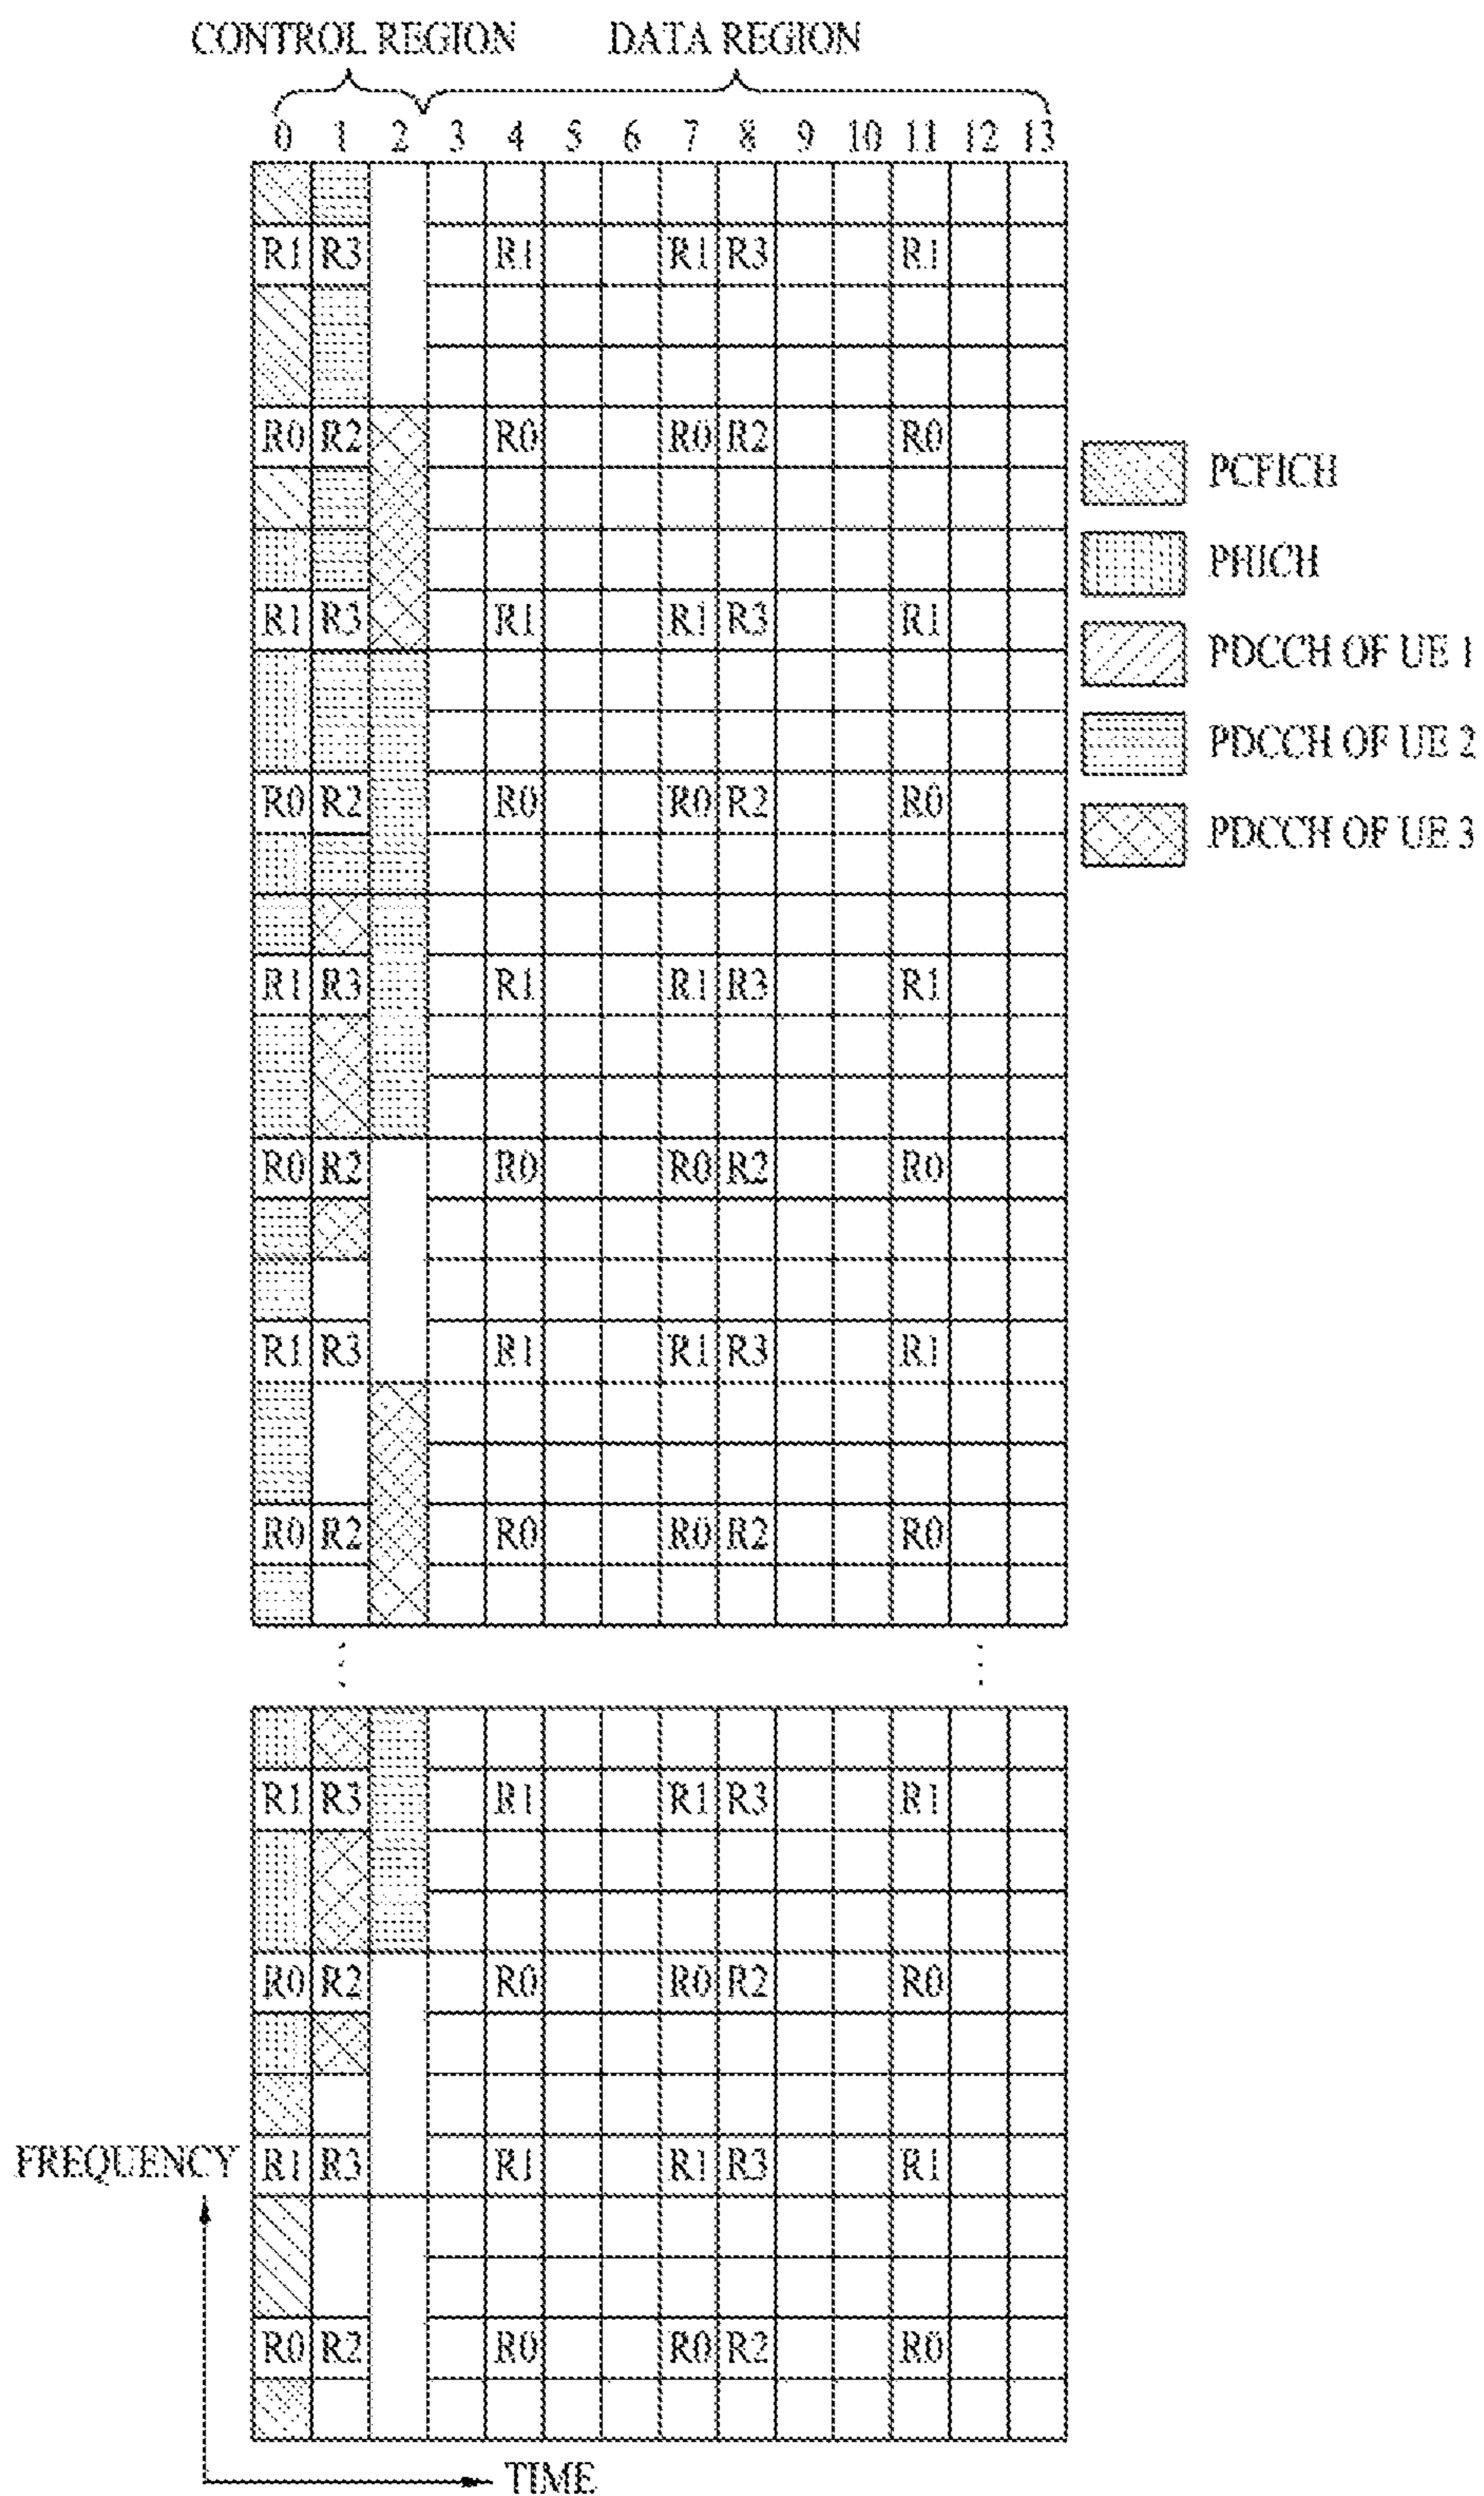 CONTROL REGION DATA REGION
0 1 2 3 4 5 6 7 8 9 10 11 12 13
R1 R3 R1 R1 R3 R1
R0 R2 R0 R0 R2 R0
PCFICH
PHICH
R1 R3 R1 R1 R3 R1
PDCCH OF UE 1
PDCCH OF UE 2
R0 R2 R0 R0 R2 R0
PDCCH OF UE 3
R1 R3 R1 R1 R3 R1
R0 R2 R0 R0 R2 R0
R1 R3 R1 R1 R3 R1
R0 R2 R0 R0 R2 R0
R1 R3 R1 R1 R3 R1
R0 R2 R0 R0 R2 R0
FREQUENCY R1 R3 R1 R1 R3 R1
R0 R2 R0 R0 R2 R0
TIME